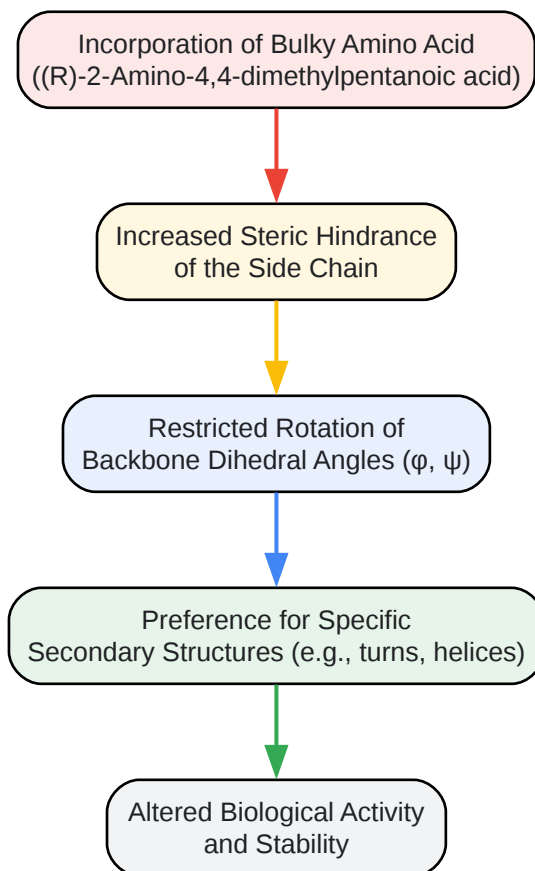 Incorporation of Bulky Amino Acid
((R)-2-Amino-4,4-dimethylpentanoic acid)
Increased Steric Hindrance
of the Side Chain
Restricted Rotation of
Backbone Dihedral Angles (φ, ψ)
Preference for Specific
Secondary Structures (e.g., turns, helices)
Altered Biological Activity
and Stability